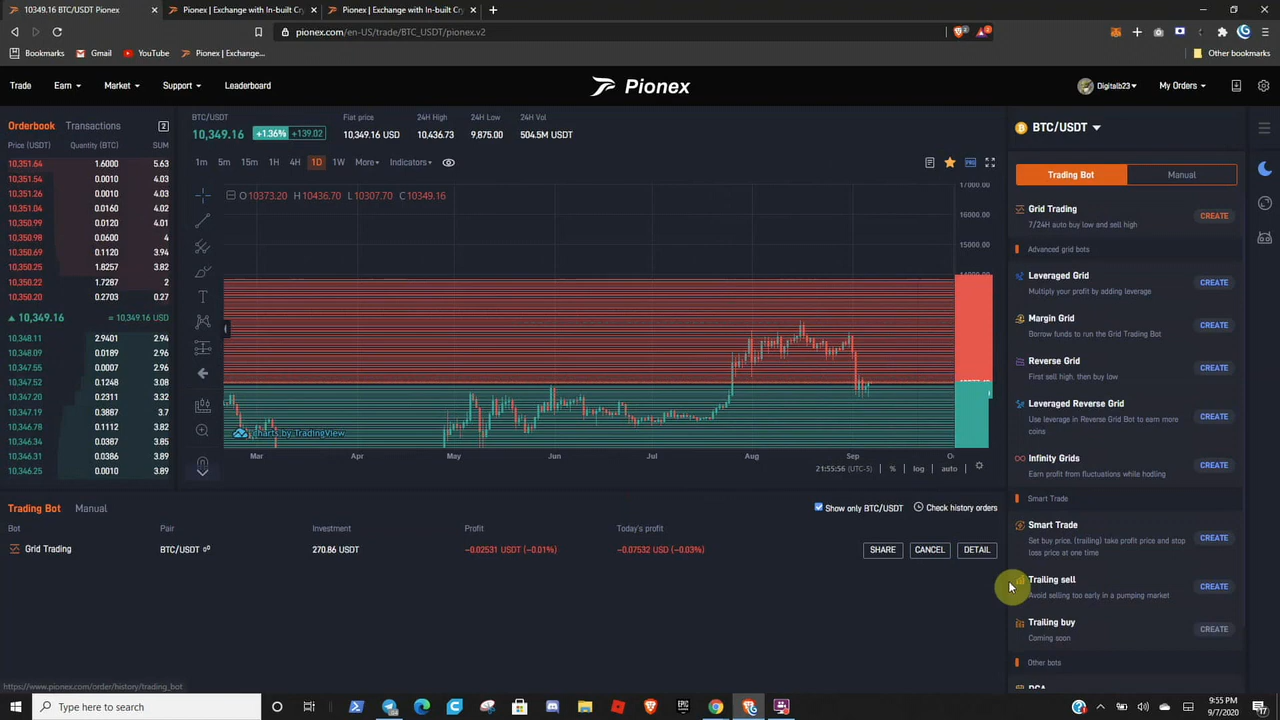 10349.16 BTC/USDT Pionex
Pionex | Exchange with In-built Cry
Pionex | Exchange with In-built Cry
pionex.com/en-US/trade/BTC_USDT/pionex.v2
Bookmarks
Gmail
YouTube
Pionex | Exchange...
Other bookmarks
Trade
Earn
Market
Support
Leaderboard
Pionex
Digitalb23
My Orders
Orderbook
Transactions
2
Price (USDT)
Quantity (BTC)
SUM
10,351.64 1.6000 5.63
10,351.54 0.0010 4.03
10,351.26 0.0010 4.03
10,351.04 0.0160 4.02
10,350.99 0.0120 4.01
10,350.98 0.0600 4
10,350.69 0.1120 3.94
10,350.25 1.8257 3.82
10,350.22 1.7287 2
10,350.20 0.2703 0.27
10,349.16 = 10,349.16 USD
10,348.11 2.9401 2.94
10,348.09 0.0189 2.96
10,347.55 0.0007 2.96
10,347.52 0.1248 3.08
10,347.20 0.2311 3.32
10,347.19 0.3887 3.7
10,346.78 0.1112 3.82
10,346.34 0.0386 3.85
10,346.31 0.0386 3.89
10,346.25 0.0010 3.89
BTC/USDT
10,349.16 +1.36% +139.02
Fiat price
10,349.16 USD
24H High
10,436.73
24H Low
9,875.00
24H Vol
504.5M USDT
1m 5m 15m 1H 4H 1D 1W More Indicators
PRO
O10373.20 H10436.70 L10307.70 C10349.16
17000.00
16000.00
15000.00
14000.00
Charts by TradingView
Mar Apr May Jun Jul Aug Sep
21:55:56 (UTC-5) % log auto
BTC/USDT
Trading Bot
Manual
Grid Trading
7/24H auto buy low and sell high
CREATE
Advanced grid bots
Leveraged Grid
Multiply your profit by adding leverage
CREATE
Margin Grid
Borrow funds to run the Grid Trading Bot
CREATE
Reverse Grid
First sell high, then buy low
CREATE
Leveraged Reverse Grid
Use leverage in Reverse Grid Bot to earn more
coins
CREATE
Infinity Grids
Earn profit from fluctuations while hodling
CREATE
Smart Trade
Smart Trade
Set buy price, (trailing) take profit price and stop
loss price at one time
CREATE
Trailing sell
Avoid selling too early in a pumping market
CREATE
Trailing buy
Coming soon
CREATE
Other bots
Trading Bot
Manual
Show only BTC/USDT
Check history orders
Bot Pair Investment Profit Today's profit
Grid Trading BTC/USDT 270.86 USDT -0.02531 USDT (-0.01%) -0.07532 USD (-0.03%)
SHARE
CANCEL
DETAIL
https://www.pionex.com/order/history/trading_bot
Type here to search
9:55 PM
9/7/2020